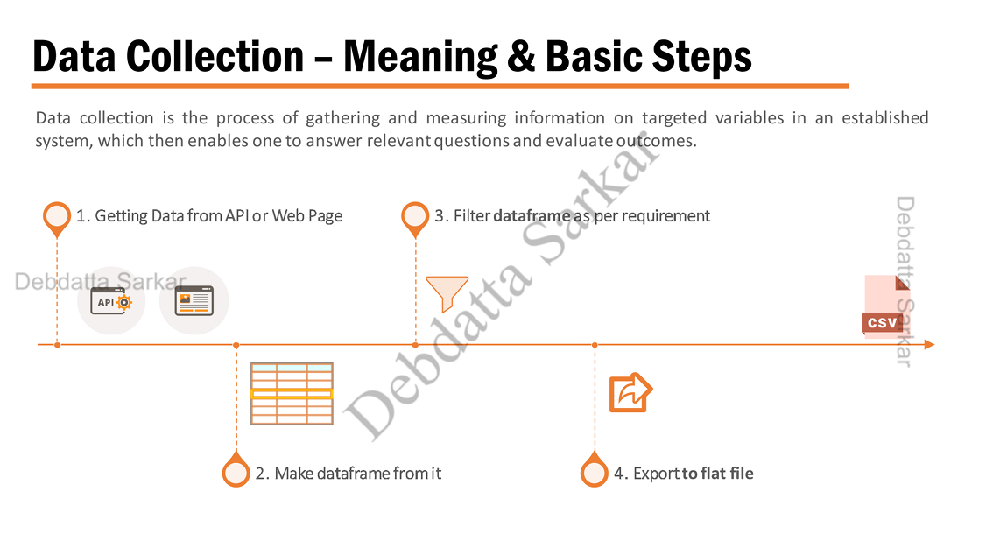 Data Collection – Meaning & Basic Steps
Data collection is the process of gathering and measuring information on targeted variables in an established
system, which then enables one to answer relevant questions and evaluate outcomes.
1. Getting Data from API or Web Page
3. Filter dataframe as per requirement
Debdatta Sarkar
API
Debdatta Sarkar
Debdatta Sarkar
CSV
2. Make dataframe from it
4. Export to flat file